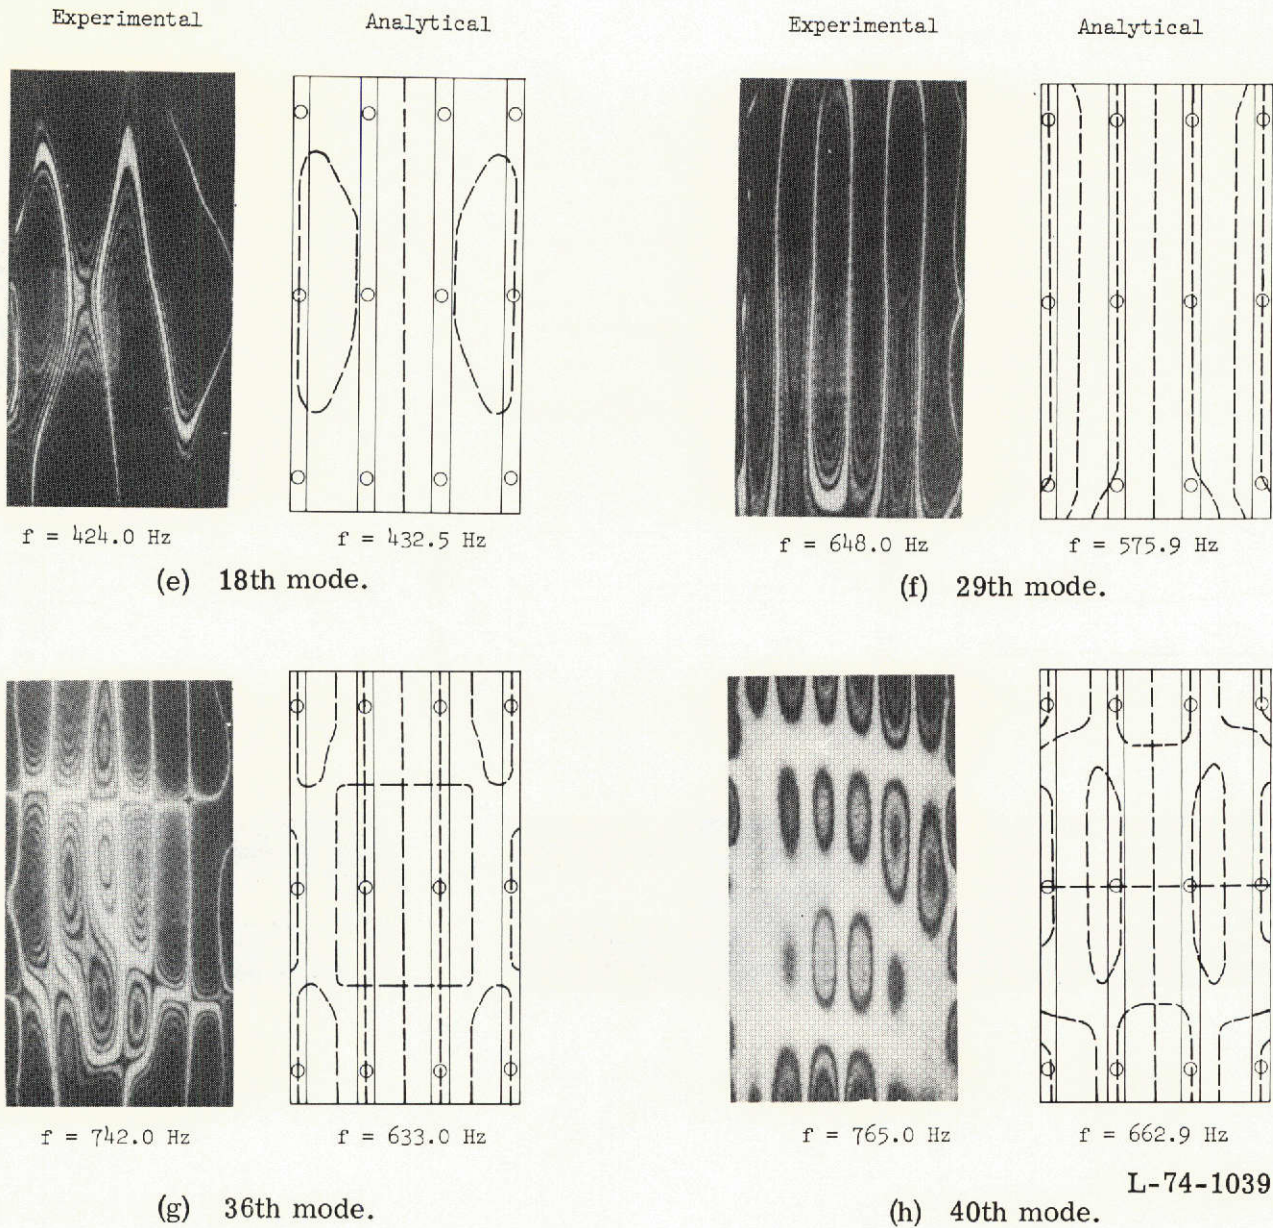 Experimental Analytical Experimental Analytical
f = 424.0 Hz f = 432.5 Hz f = 648.0 Hz f = 575.9 Hz
(e) 18th mode. (f) 29th mode.
f = 742.0 Hz f = 633.0 Hz f = 765.0 Hz f = 662.9 Hz
L-74-1039
(g) 36th mode. (h) 40th mode.